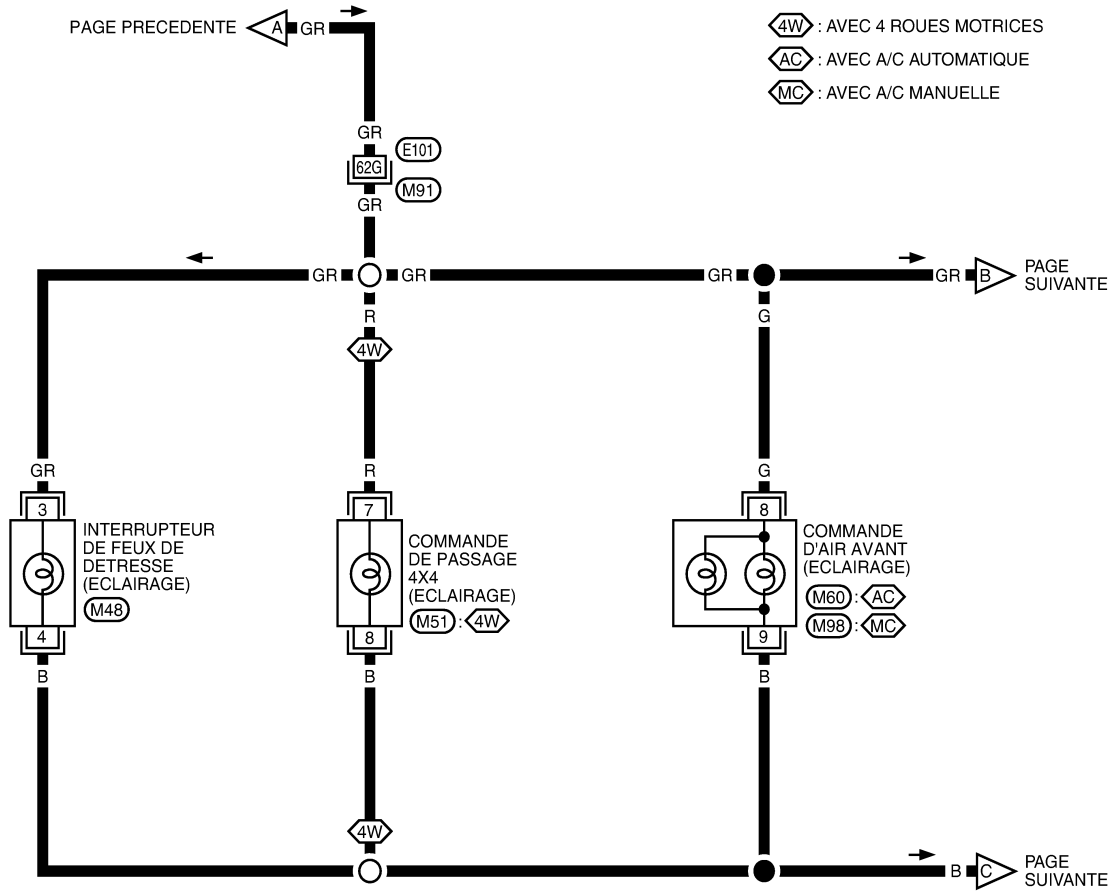 PAGE PRECEDENTE
A
GR
4W : AVEC 4 ROUES MOTRICES
AC : AVEC A/C AUTOMATIQUE
MC : AVEC A/C MANUELLE
GR
E101
62G
M91
GR
GR
GR
GR
GR
B
PAGE
SUIVANTE
R
G
4W
GR
R
G
3
7
8
INTERRUPTEUR
DE FEUX DE
DETRESSE
(ECLAIRAGE)
M48
COMMANDE
DE PASSAGE
4X4
(ECLAIRAGE)
M51 : 4W
COMMANDE
D'AIR AVANT
(ECLAIRAGE)
M60 : AC
M98 : MC
4
8
9
B
B
B
4W
B
C
PAGE
SUIVANTE